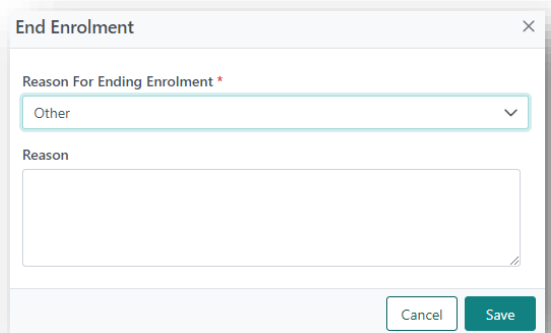 End Enrolment
Reason For Ending Enrolment *
Other
Reason
Cancel Save